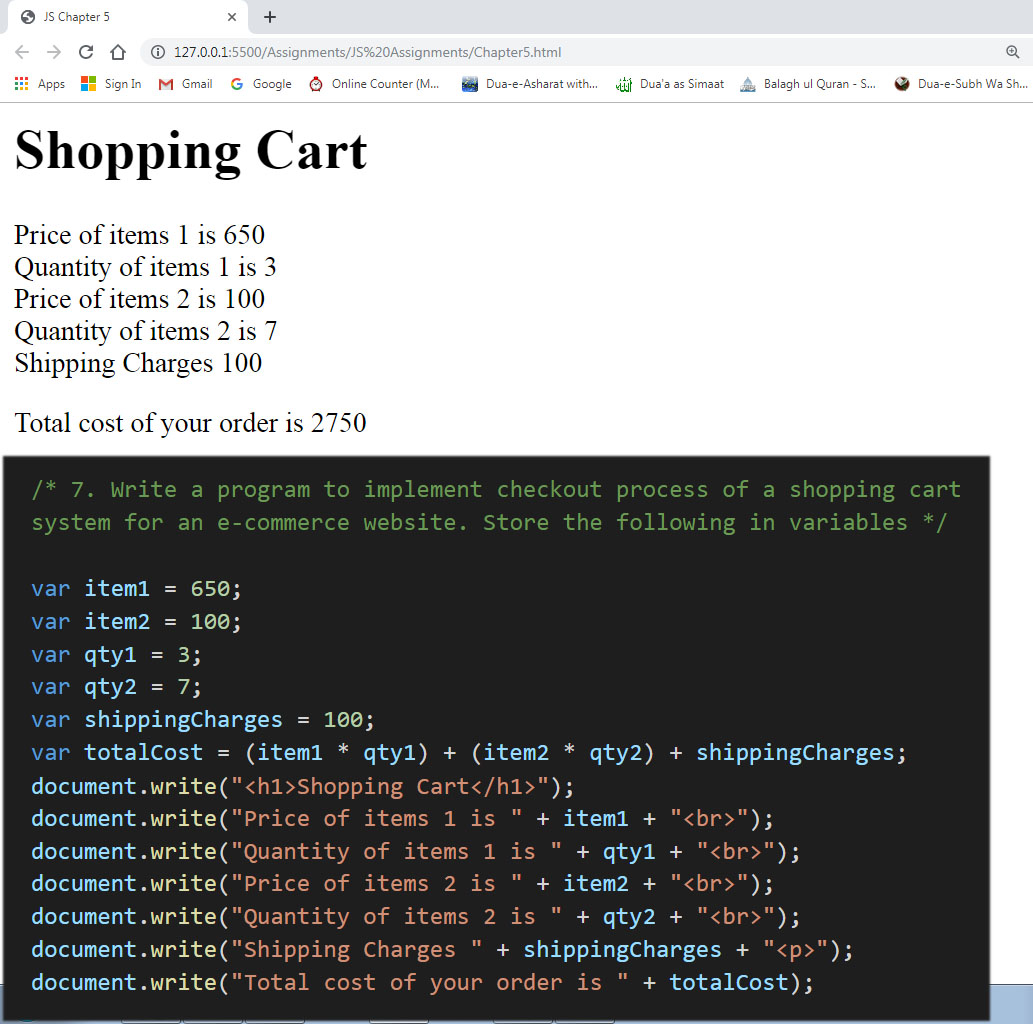 JS Chapter 5
127.0.0.1:5500/Assignments/JS%20Assignments/Chapter5.html
Apps Sign In Gmail Google Online Counter (M... Dua-e-Asharat with... Dua'a as Simaat Balagh ul Quran - S... Dua-e-Subh Wa Sh...
Shopping Cart
Price of items 1 is 650
Quantity of items 1 is 3
Price of items 2 is 100
Quantity of items 2 is 7
Shipping Charges 100
Total cost of your order is 2750
/* 7. Write a program to implement checkout process of a shopping cart
system for an e-commerce website. Store the following in variables */
var item1 = 650;
var item2 = 100;
var qty1 = 3;
var qty2 = 7;
var shippingCharges = 100;
var totalCost = (item1 * qty1) + (item2 * qty2) + shippingCharges;
document.write("<h1>Shopping Cart</h1>");
document.write("Price of items 1 is " + item1 + "<br>");
document.write("Quantity of items 1 is " + qty1 + "<br>");
document.write("Price of items 2 is " + item2 + "<br>");
document.write("Quantity of items 2 is " + qty2 + "<br>");
document.write("Shipping Charges " + shippingCharges + "<p>");
document.write("Total cost of your order is " + totalCost);